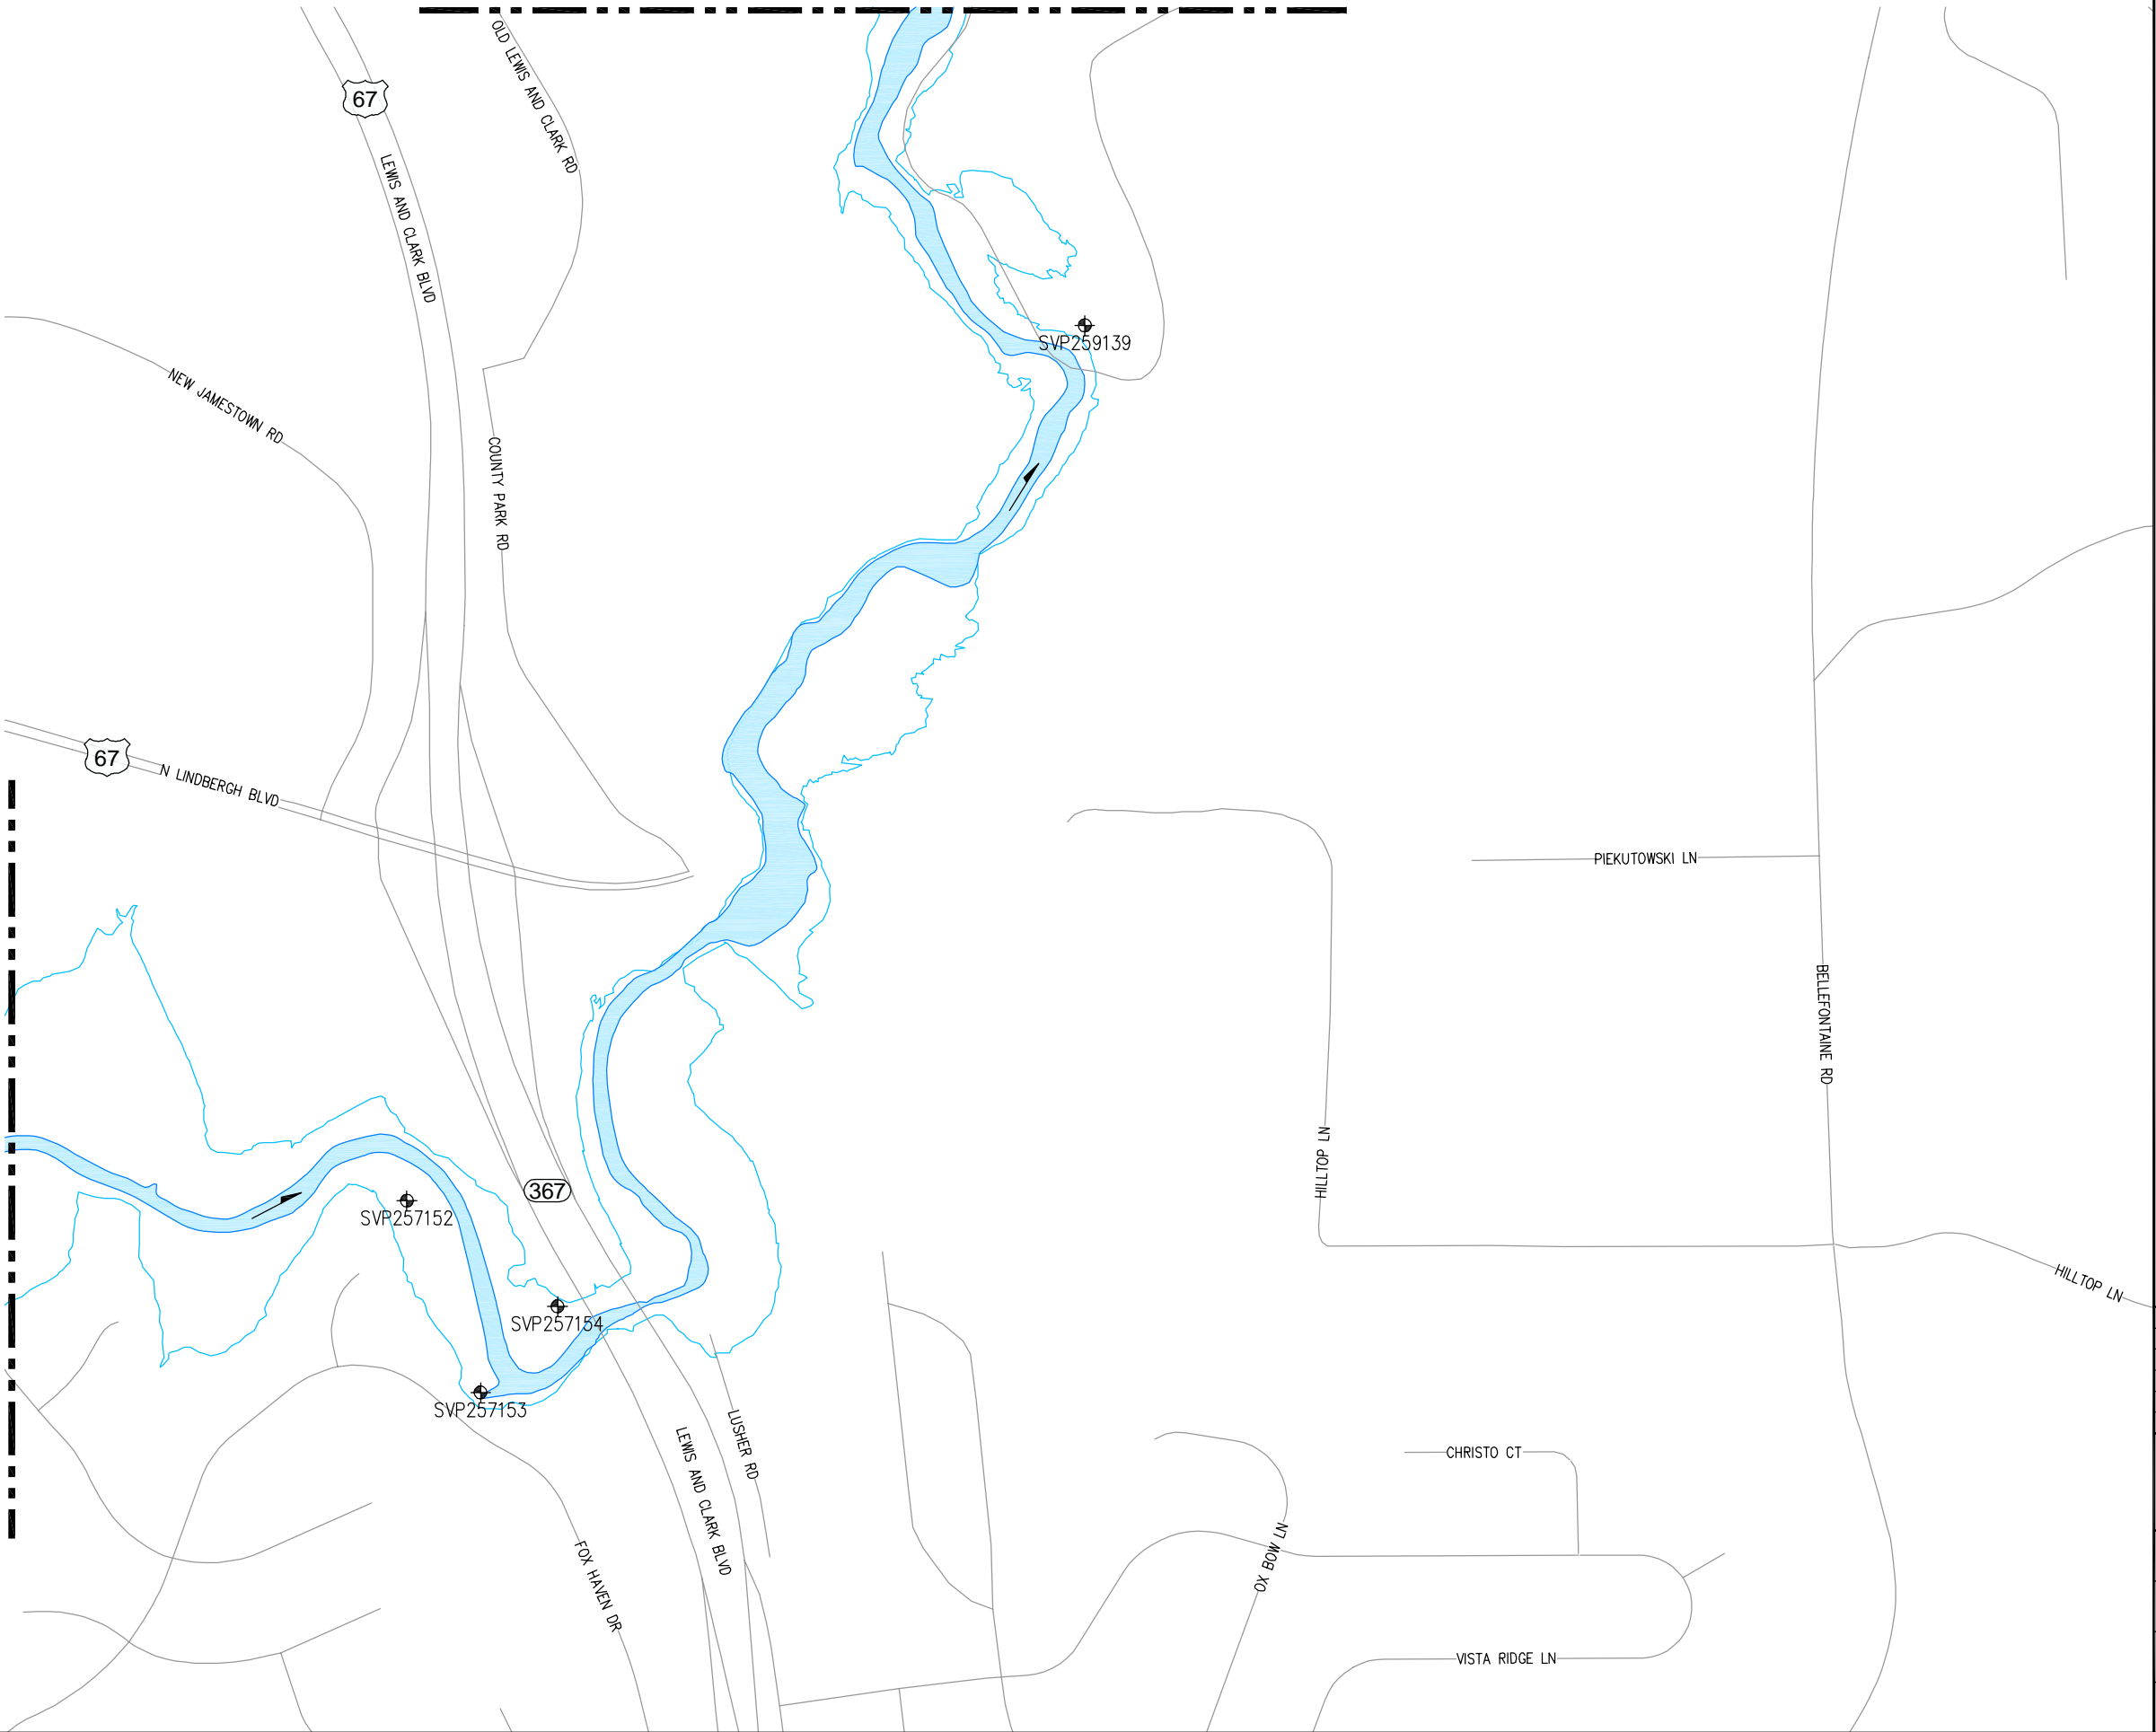 OLD LEWIS AND CLARK RD
67
LEWIS AND CLARK BLVD
SVP259139
NEW JAMESTOWN RD
COUNTY PARK RD
67
N LINDBERGH BLVD
PIEKUTOWSKI LN
BELLEFONTAINE RD
HILLTOP LN
367
SVP257152
HILLTOP LN
SVP257154
SVP257153
LUSHER RD
LEWIS AND CLARK BLVD
CHRISTO CT
OX BOW LN
FOX HAVEN DR
VISTA RIDGE LN